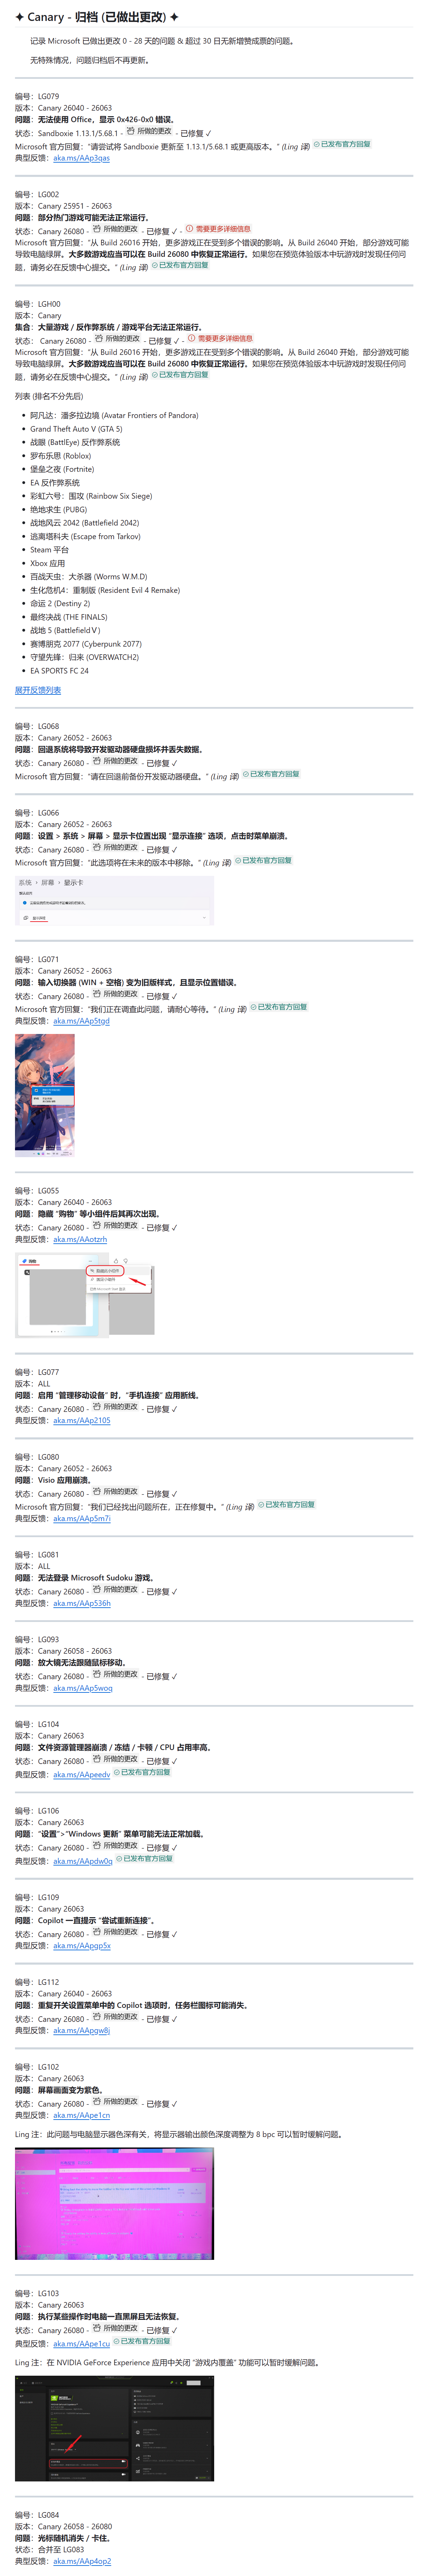 ✦ Canary - 归档 (已做出更改) ✦
记录 Microsoft 已做出更改 0 - 28 天的问题 & 超过 30 日无新增赞成票的问题。
无特殊情况，问题归档后不再更新。
编号：LG079
版本：Canary 26040 - 26063
问题：无法使用 Office，显示 0x426-0x0 错误。
状态：Sandboxie 1.13.1/5.68.1 - 所做的更改 - 已修复 ✓
Microsoft 官方回复：“请尝试将 Sandboxie 更新至 1.13.1/5.68.1 或更高版本。” (Ling 译) 已发布官方回复
典型反馈：aka.ms/AAp3qas
编号：LG002
版本：Canary 25951 - 26063
问题：部分热门游戏可能无法正常运行。
状态：Canary 26080 - 所做的更改 - 已修复 ✓ - 需要更多详细信息
Microsoft 官方回复：“从 Build 26016 开始，更多游戏正在受到多个错误的影响。从 Build 26040 开始，部分游戏可能
导致电脑绿屏。大多数游戏应当可以在 Build 26080 中恢复正常运行。如果您在预览体验版本中玩游戏时发现任何问
题，请务必在反馈中心提交。” (Ling 译) 已发布官方回复
编号：LGH00
版本：Canary
集合：大量游戏 / 反作弊系统 / 游戏平台无法正常运行。
状态： Canary 26080 - 所做的更改 - 已修复 ✓ - 需要更多详细信息
Microsoft 官方回复：“从 Build 26016 开始，更多游戏正在受到多个错误的影响。从 Build 26040 开始，部分游戏可能
导致电脑绿屏。大多数游戏应当可以在 Build 26080 中恢复正常运行。如果您在预览体验版本中玩游戏时发现任何问
题，请务必在反馈中心提交。” (Ling 译) 已发布官方回复
列表 (排名不分先后)
• 阿凡达：潘多拉边境 (Avatar Frontiers of Pandora)
• Grand Theft Auto V (GTA 5)
• 战眼 (BattlEye) 反作弊系统
• 罗布乐思 (Roblox)
• 堡垒之夜 (Fortnite)
• EA 反作弊系统
• 彩虹六号：围攻 (Rainbow Six Siege)
• 绝地求生 (PUBG)
• 战地风云 2042 (Battlefield 2042)
• 逃离塔科夫 (Escape from Tarkov)
• Steam 平台
• Xbox 应用
• 百战天虫：大杀器 (Worms W.M.D)
• 生化危机4：重制版 (Resident Evil 4 Remake)
• 命运 2 (Destiny 2)
• 最终决战 (THE FINALS)
• 战地 5 (Battlefield Ⅴ)
• 赛博朋克 2077 (Cyberpunk 2077)
• 守望先锋：归来 (OVERWATCH2)
• EA SPORTS FC 24
展开反馈列表
编号：LG068
版本：Canary 26052 - 26063
问题：回退系统将导致开发驱动器硬盘损坏并丢失数据。
状态：Canary 26080 - 所做的更改 - 已修复 ✓
Microsoft 官方回复：“请在回退前备份开发驱动器硬盘。” (Ling 译) 已发布官方回复
编号：LG066
版本：Canary 26052 - 26063
问题：设置 > 系统 > 屏幕 > 显示卡位置出现 “显示连接” 选项，点击时菜单崩溃。
状态：Canary 26080 - 所做的更改 - 已修复 ✓
Microsoft 官方回复：“此选项将在未来的版本中移除。” (Ling 译) 已发布官方回复
系统 › 屏幕 › 显示卡
编号：LG071
版本：Canary 26052 - 26063
问题：输入切换器 (WIN + 空格) 变为旧版样式，且显示位置错误。
状态：Canary 26080 - 所做的更改 - 已修复 ✓
Microsoft 官方回复：“我们正在调查此问题，请耐心等待。” (Ling 译) 已发布官方回复
典型反馈：aka.ms/AAp5tgd
编号：LG055
版本：Canary 26040 - 26063
问题：隐藏 “购物” 等小组件后其再次出现。
状态：Canary 26080 - 所做的更改 - 已修复 ✓
典型反馈：aka.ms/AAotzrh
购物
隐藏此小组件
编号：LG077
版本：ALL
问题：启用 “管理移动设备” 时，“手机连接” 应用断线。
状态：Canary 26080 - 所做的更改 - 已修复 ✓
典型反馈：aka.ms/AAp2105
编号：LG080
版本：Canary 26052 - 26063
问题：Visio 应用崩溃。
状态：Canary 26080 - 所做的更改 - 已修复 ✓
Microsoft 官方回复：“我们已经找出问题所在，正在修复中。” (Ling 译) 已发布官方回复
典型反馈：aka.ms/AAp5m7i
编号：LG081
版本：ALL
问题：无法登录 Microsoft Sudoku 游戏。
状态：Canary 26080 - 所做的更改 - 已修复 ✓
典型反馈：aka.ms/AAp536h
编号：LG093
版本：Canary 26058 - 26063
问题：放大镜无法跟随鼠标移动。
状态：Canary 26080 - 所做的更改 - 已修复 ✓
典型反馈：aka.ms/AAp5woq
编号：LG104
版本：Canary 26063
问题：文件资源管理器崩溃 / 冻结 / 卡顿 / CPU 占用率高。
状态：Canary 26080 - 所做的更改 - 已修复 ✓
典型反馈：aka.ms/AApeedv 已发布官方回复
编号：LG106
版本：Canary 26063
问题：“设置”>“Windows 更新” 菜单可能无法正常加载。
状态：Canary 26080 - 所做的更改 - 已修复 ✓
典型反馈：aka.ms/AApdw0q 已发布官方回复
编号：LG109
版本：Canary 26063
问题：Copilot 一直提示 “尝试重新连接”。
状态：Canary 26080 - 所做的更改 - 已修复 ✓
典型反馈：aka.ms/AApgp5x
编号：LG112
版本：Canary 26040 - 26063
问题：重复开关设置菜单中的 Copilot 选项时，任务栏图标可能消失。
状态：Canary 26080 - 所做的更改 - 已修复 ✓
典型反馈：aka.ms/AApgw8j
编号：LG102
版本：Canary 26063
问题：屏幕画面变为紫色。
状态：Canary 26080 - 所做的更改 - 已修复 ✓
典型反馈：aka.ms/AApe1cn
Ling 注：此问题与电脑显示器色深有关，将显示器输出颜色深度调整为 8 bpc 可以暂时缓解问题。
编号：LG103
版本：Canary 26063
问题：执行某些操作时电脑一直黑屏且无法恢复。
状态：Canary 26080 - 所做的更改 - 已修复 ✓
典型反馈：aka.ms/AApe1cu 已发布官方回复
Ling 注：在 NVIDIA GeForce Experience 应用中关闭 “游戏内覆盖” 功能可以暂时缓解问题。
编号：LG084
版本：Canary 26058 - 26080
问题：光标随机消失 / 卡住。
状态：合并至 LG083
典型反馈：aka.ms/AAp4op2